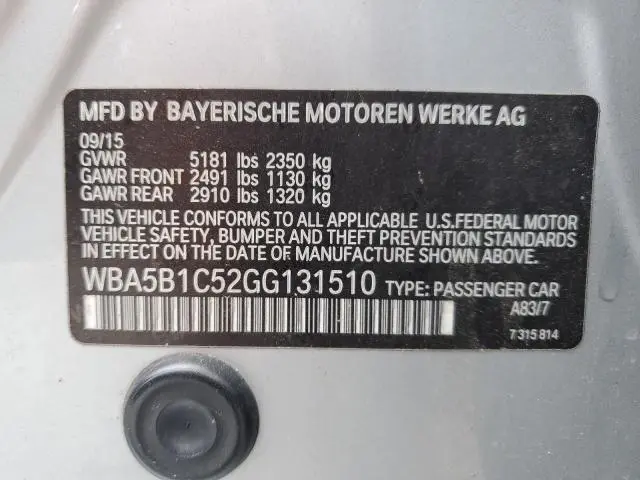 MFD BY BAYERISCHE MOTOREN WERKE AG
09/15
GVWR 5181 lbs 2350 kg
GAWR FRONT 2491 lbs 1130 kg
GAWR REAR 2910 lbs 1320 kg
THIS VEHICLE CONFORMS TO ALL APPLICABLE U.S.FEDERAL MOTOR
VEHICLE SAFETY, BUMPER AND THEFT PREVENTION STANDARDS
IN EFFECT ON THE DATE OF MANUFACTURE SHOWN ABOVE.
WBA5B1C52GG131510 TYPE: PASSENGER CAR
A83/7
7 315 814